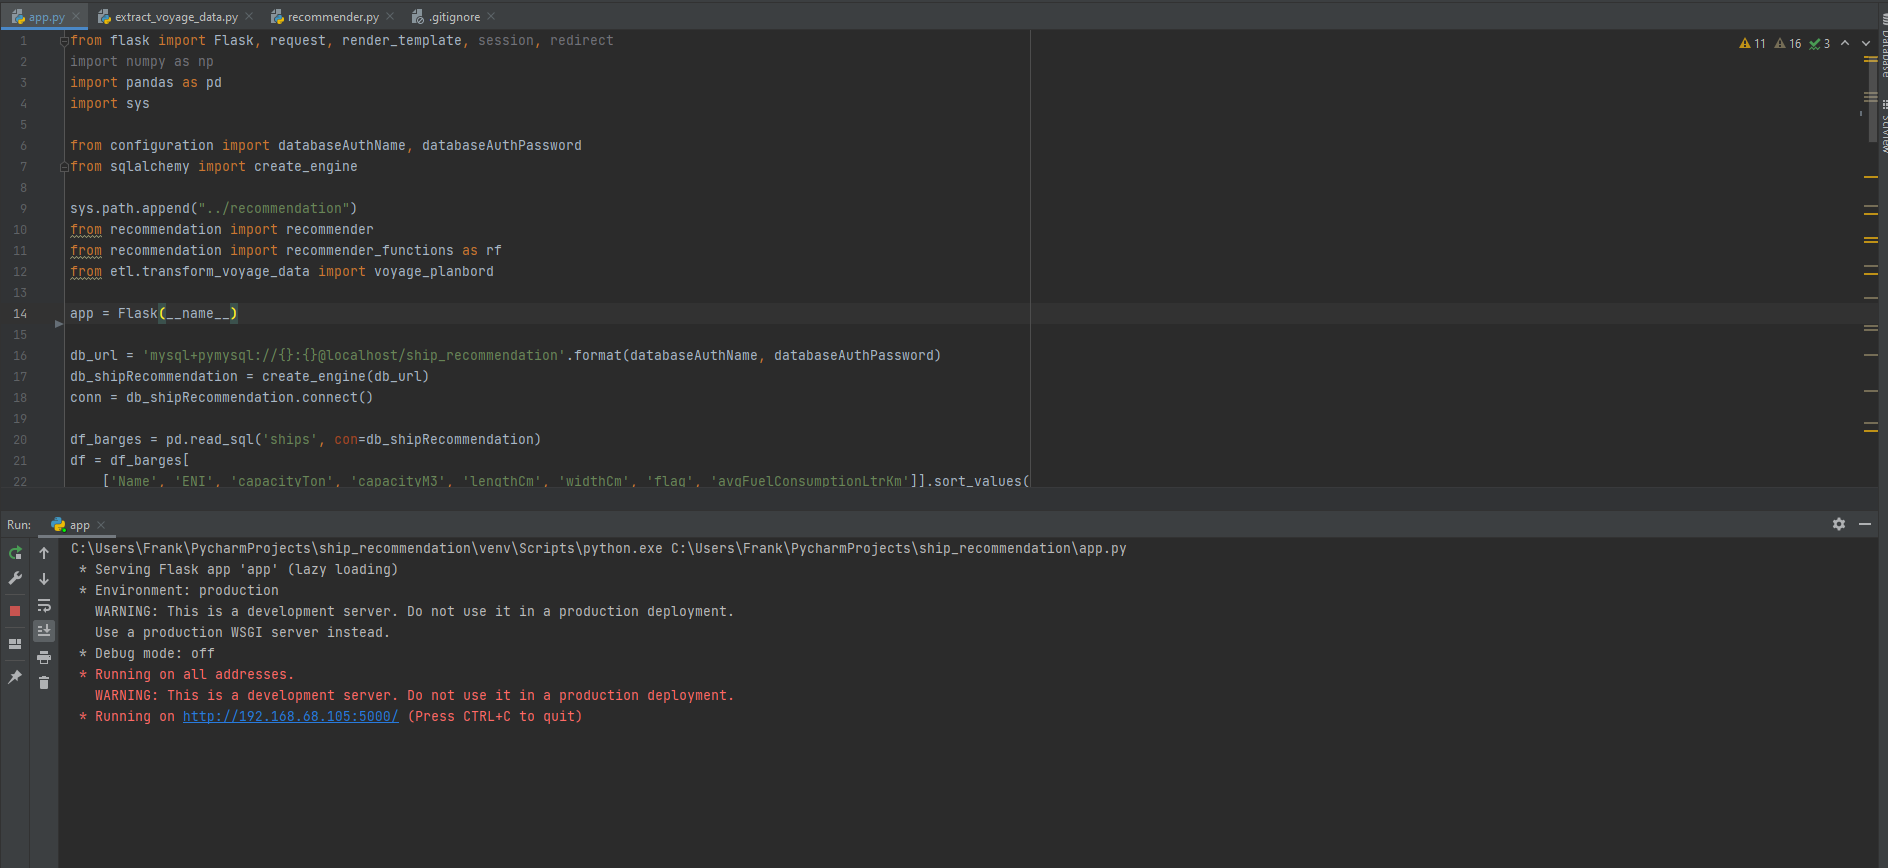 app.py extract_voyage_data.py recommender.py .gitignore
11 16 3
Database
SciView
1 from flask import Flask, request, render_template, session, redirect
2 import numpy as np
3 import pandas as pd
4 import sys
5
6 from configuration import databaseAuthName, databaseAuthPassword
7 from sqlalchemy import create_engine
8
9 sys.path.append("../recommendation")
10 from recommendation import recommender
11 from recommendation import recommender_functions as rf
12 from etl.transform_voyage_data import voyage_planbord
13
14 app = Flask(__name__)
15
16 db_url = 'mysql+pymysql://{}:{}@localhost/ship_recommendation'.format(databaseAuthName, databaseAuthPassword)
17 db_shipRecommendation = create_engine(db_url)
18 conn = db_shipRecommendation.connect()
19
20 df_barges = pd.read_sql('ships', con=db_shipRecommendation)
21 df = df_barges[
22 ['Name', 'ENI', 'capacityTon', 'capacityM3', 'lengthCm', 'widthCm', 'flag', 'avgFuelConsumptionLtrKm']].sort_values(
Run: app
C:\Users\Frank\PycharmProjects\ship_recommendation\venv\Scripts\python.exe C:\Users\Frank\PycharmProjects\ship_recommendation\app.py
* Serving Flask app 'app' (lazy loading)
* Environment: production
WARNING: This is a development server. Do not use it in a production deployment.
Use a production WSGI server instead.
* Debug mode: off
* Running on all addresses.
WARNING: This is a development server. Do not use it in a production deployment.
* Running on http://192.168.68.105:5000/ (Press CTRL+C to quit)